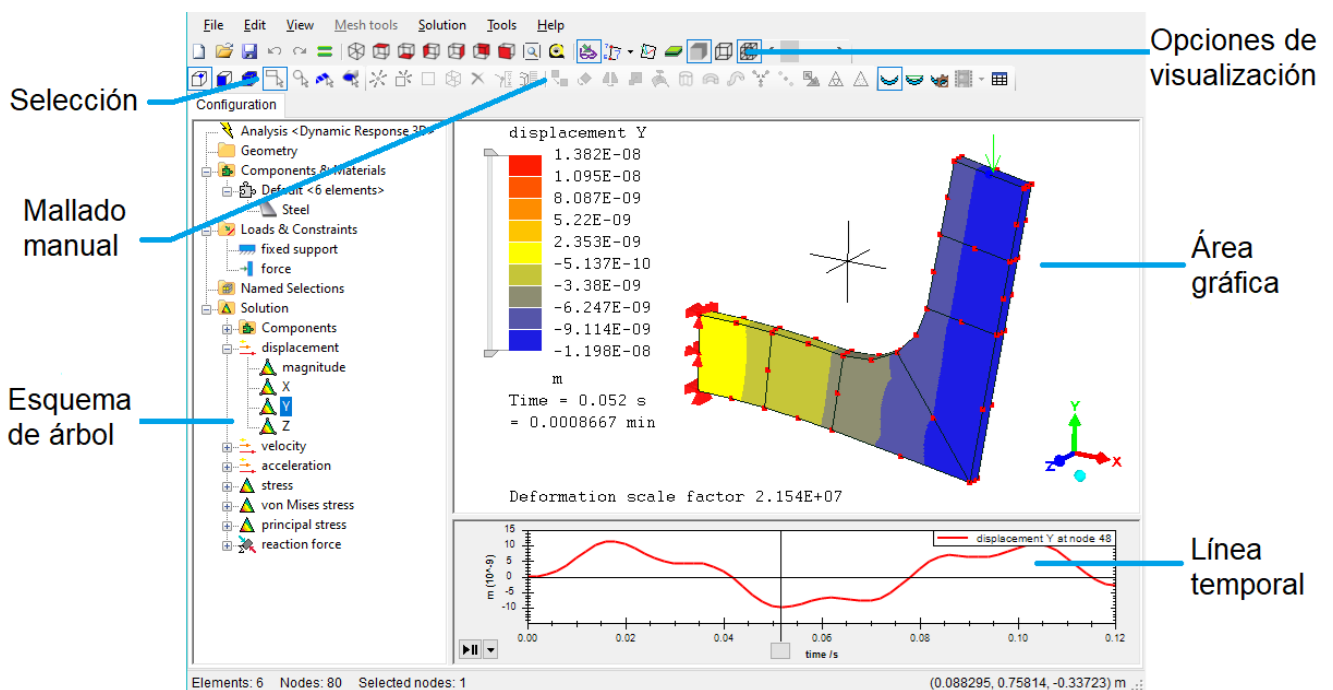 File Edit View Mesh tools Solution Tools Help
Opciones de
visualización
Selección
Configuration
Analysis <Dynamic Response 3D>
Geometry
Components & Materials
Default <6 elements>
Steel
Mallado
manual
Loads & Constraints
fixed support
force
Named Selections
Solution
Components
displacement
magnitude
X
Y
Z
Esquema
de árbol
velocity
acceleration
stress
von Mises stress
principal stress
reaction force
displacement Y
1.382E-08
1.095E-08
8.087E-09
5.22E-09
2.353E-09
-5.137E-10
-3.38E-09
-6.247E-09
-9.114E-09
-1.198E-08
m
Time = 0.052 s
= 0.0008667 min
Deformation scale factor 2.154E+07
Y
X
Z
Área
gráfica
displacement Y at node 48
m (10^-9)
15
10
5
0
-5
-10
0.00 0.02 0.04 0.06 0.08 0.10 0.12
time /s
Línea
temporal
Elements: 6 Nodes: 80 Selected nodes: 1
(0.088295, 0.75814, -0.33723) m